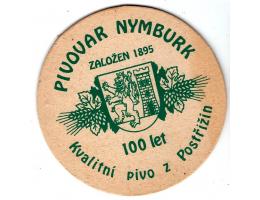 PIVOVAR NYMBURK
ZALOŽEN 1895
100 let
Kvalitní pivo z Postřižin